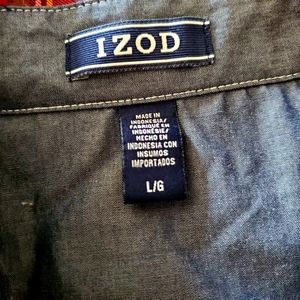 IZOD
MADE IN
INDONESIA/
FABRIQUÉ EN
INDONÉSIE/
HECHO EN
INDONESIA CON
INSUMOS
IMPORTADOS
L/G